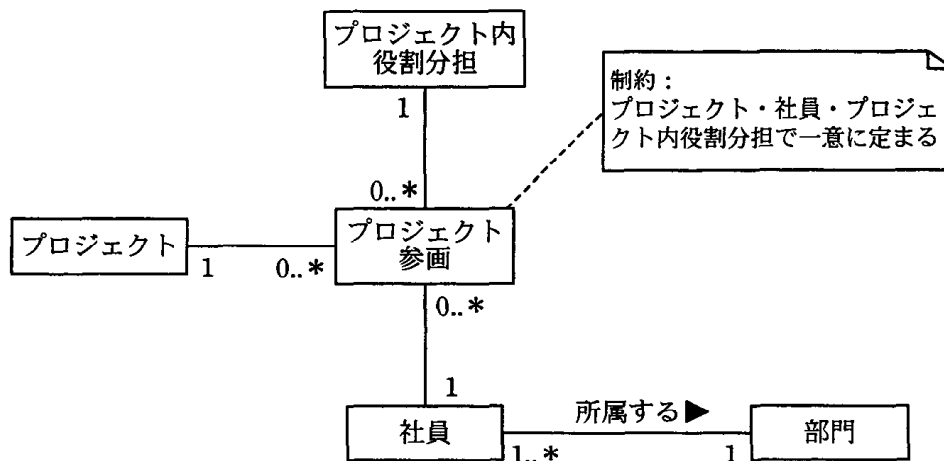 プロジェクト内
役割分担
制約：
プロジェクト・社員・プロジェ
クト内役割分担で一意に定まる
1
0..*
プロジェクト
1
0..*
プロジェクト
参画
0..*
1
社員
所属する▶
1..*
1
部門